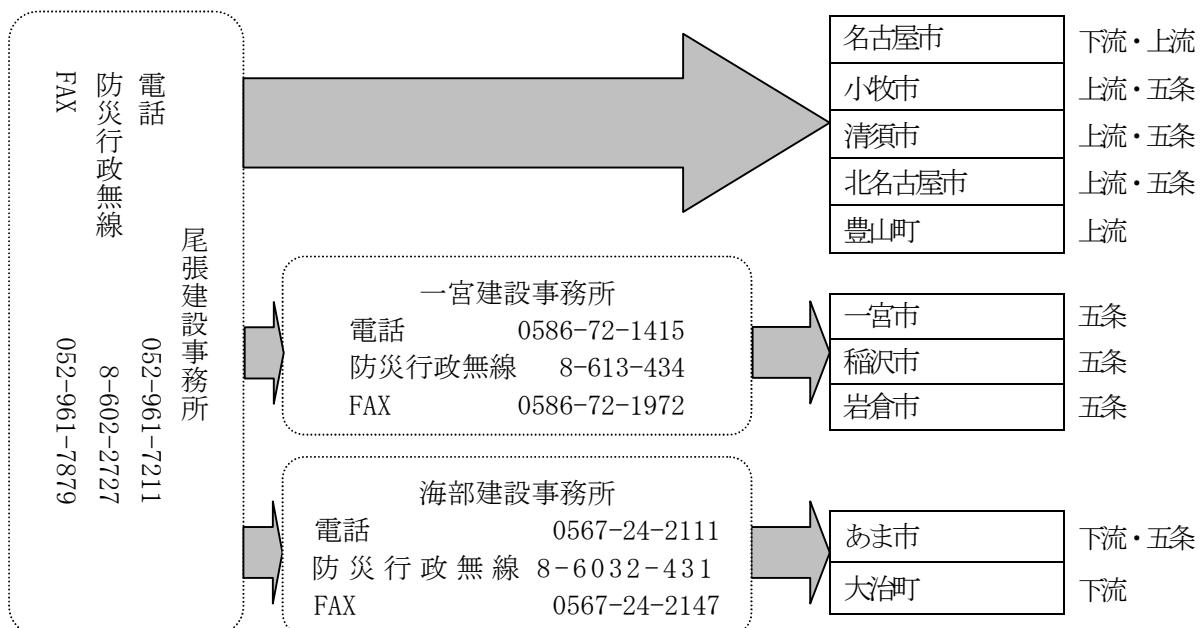 尾張建設事務所
電話 052-961-7211
防災行政無線 8-602-2727
FAX 052-961-7879
名古屋市 下流・上流
小牧市 上流・五条
清須市 上流・五条
北名古屋市 上流・五条
豊山町 上流
一宮建設事務所
電話 0586-72-1415
防災行政無線 8-613-434
FAX 0586-72-1972
一宮市 五条
稲沢市 五条
岩倉市 五条
海部建設事務所
電話 0567-24-2111
防災行政無線 8-6032-431
FAX 0567-24-2147
あま市 下流・五条
大治町 下流